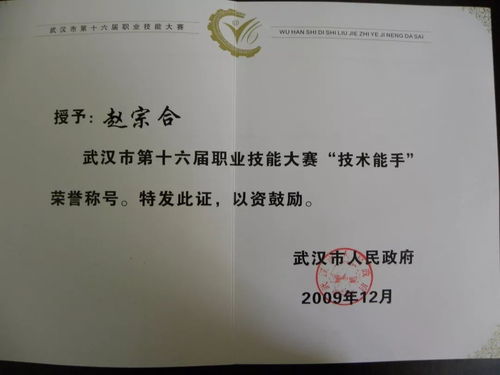 武汉市第十六届职业技能大赛
WU HAN SHI DI SHI LIU JIE ZHI YE JI NENG DA SAI
授予：赵宗合
武汉市第十六届职业技能大赛“技术能手”
荣誉称号。特发此证，以资鼓励。
武汉市人民政府
2009年12月